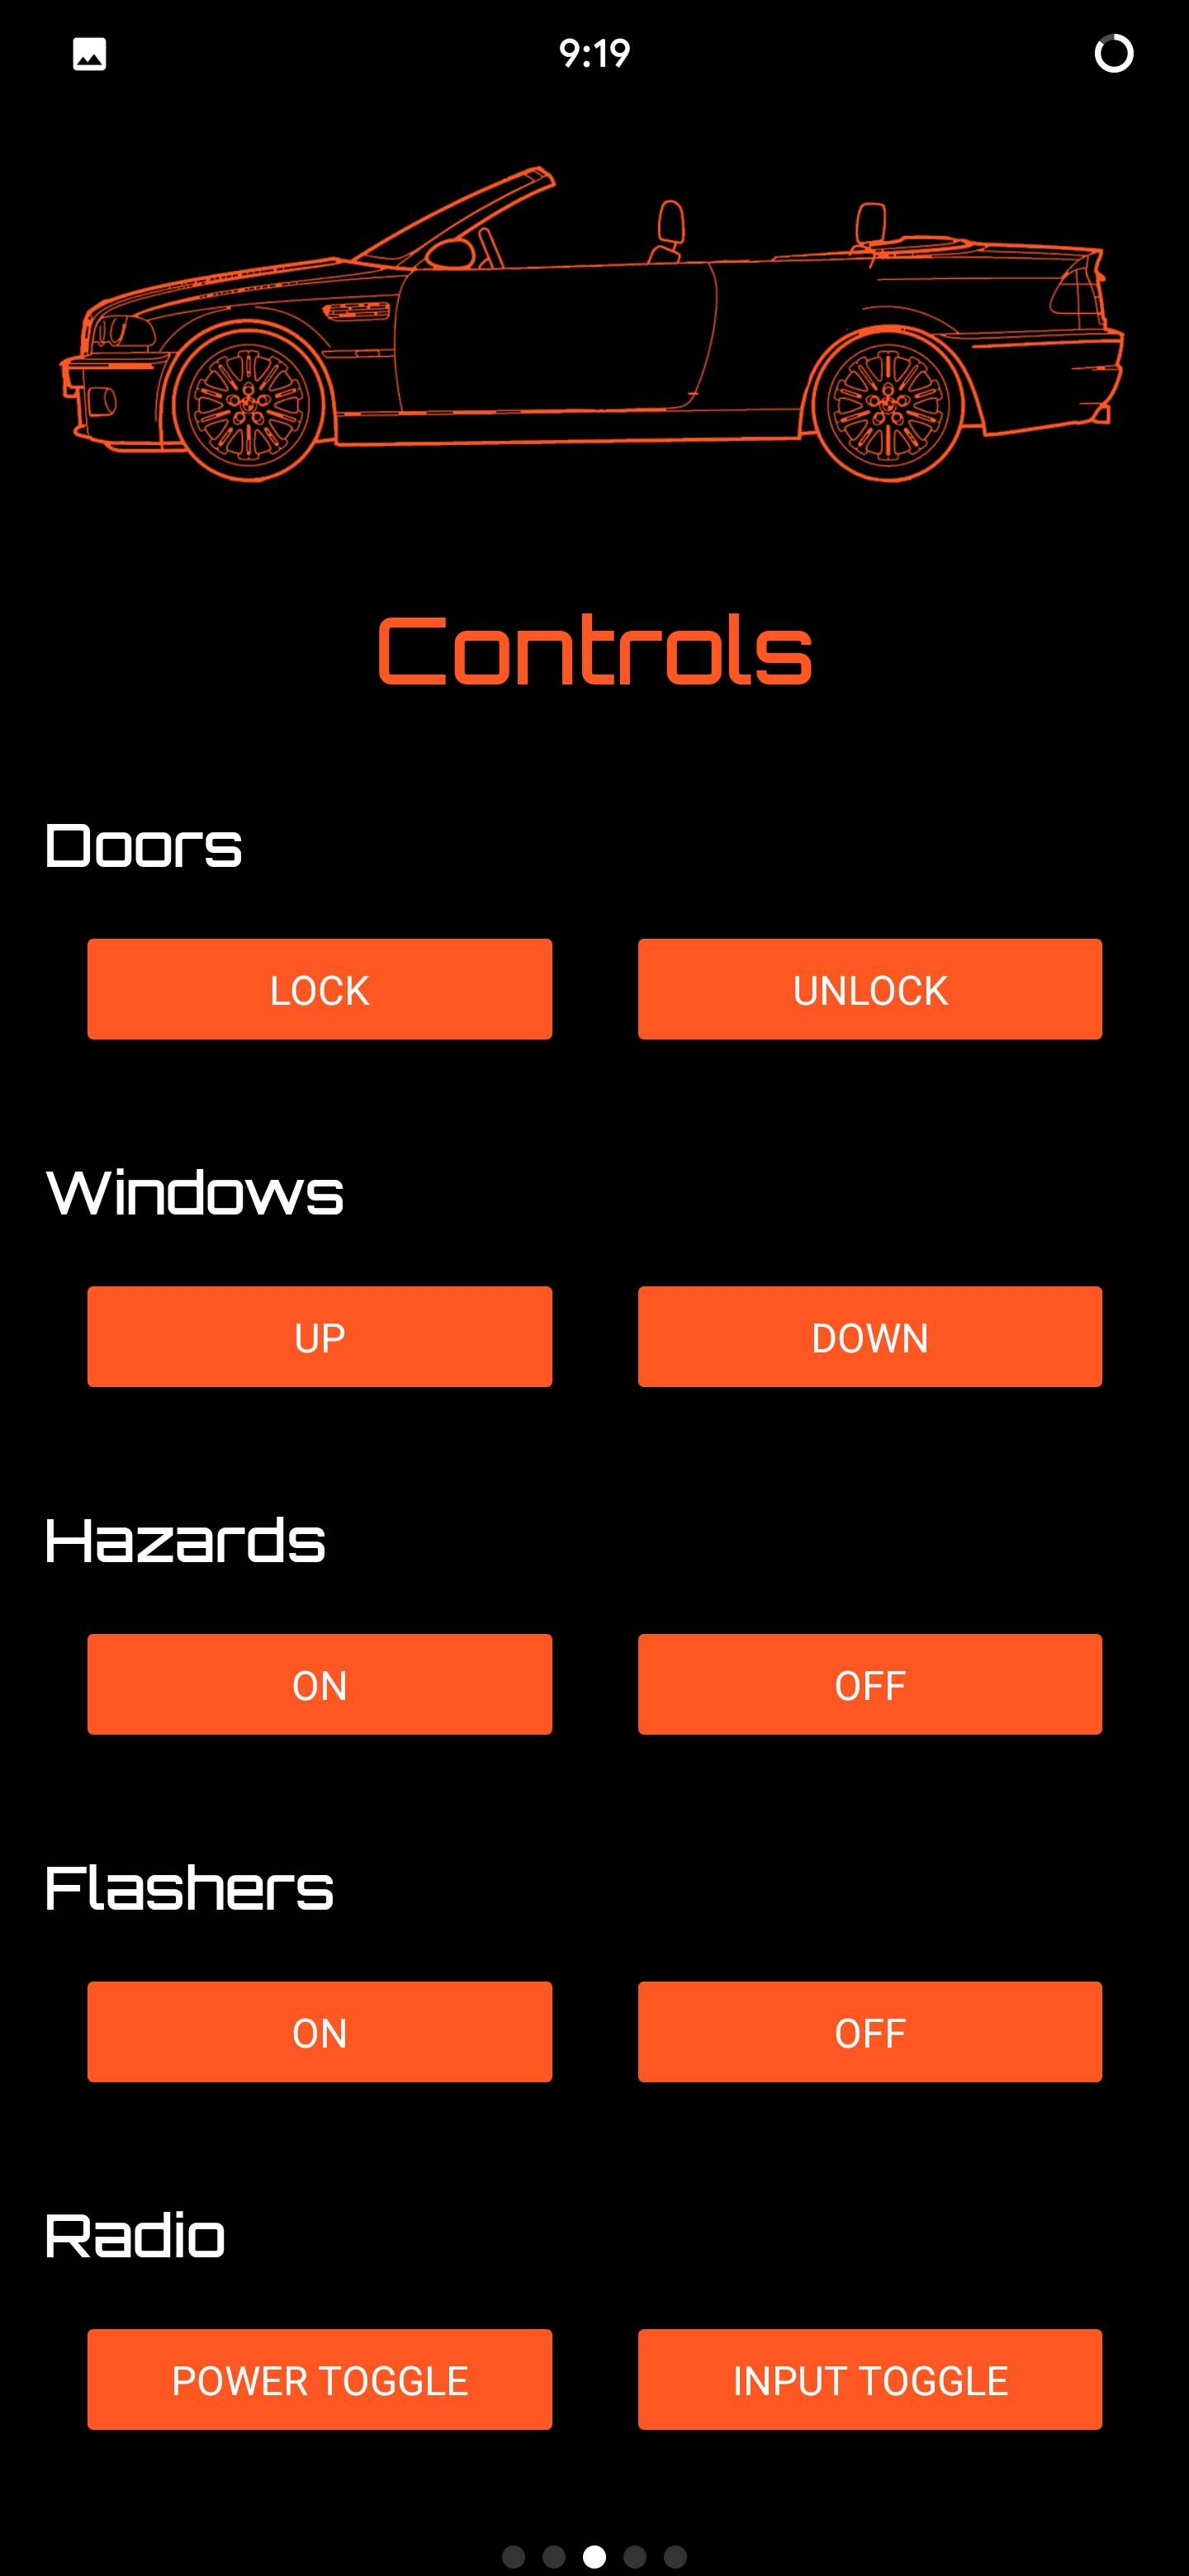 9:19
Controls
Doors
LOCK UNLOCK
Windows
UP DOWN
Hazards
ON OFF
Flashers
ON OFF
Radio
POWER TOGGLE INPUT TOGGLE